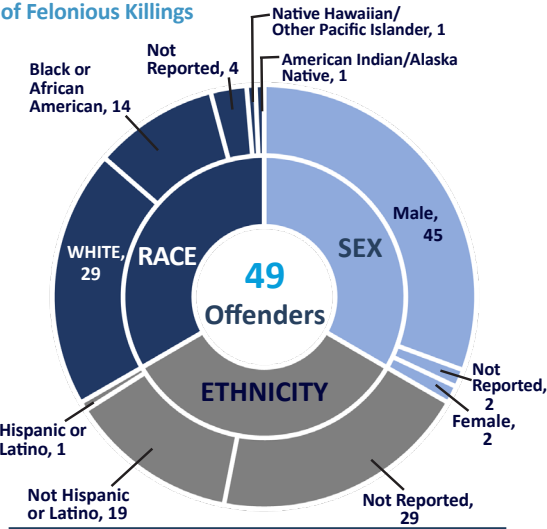 of Felonious Killings
Native Hawaiian/
Other Pacific Islander, 1
Not
Reported, 4
American Indian/Alaska
Native, 1
Black or
African
American, 14
Male,
45
SEX
WHITE,
29
RACE
49
Offenders
Not
Reported,
2
Female,
2
ETHNICITY
Hispanic or
Latino, 1
Not Hispanic
or Latino, 19
Not Reported,
29